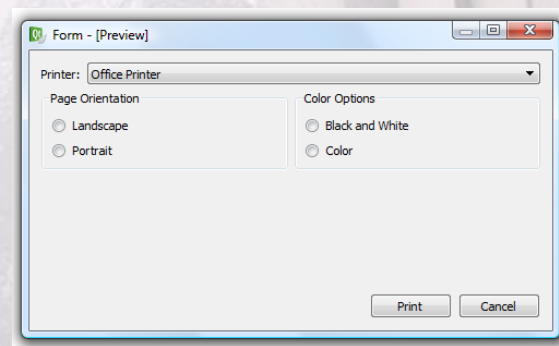 Form - [Preview]
Printer: Office Printer
Page Orientation
Landscape
Portrait
Color Options
Black and White
Color
Print Cancel